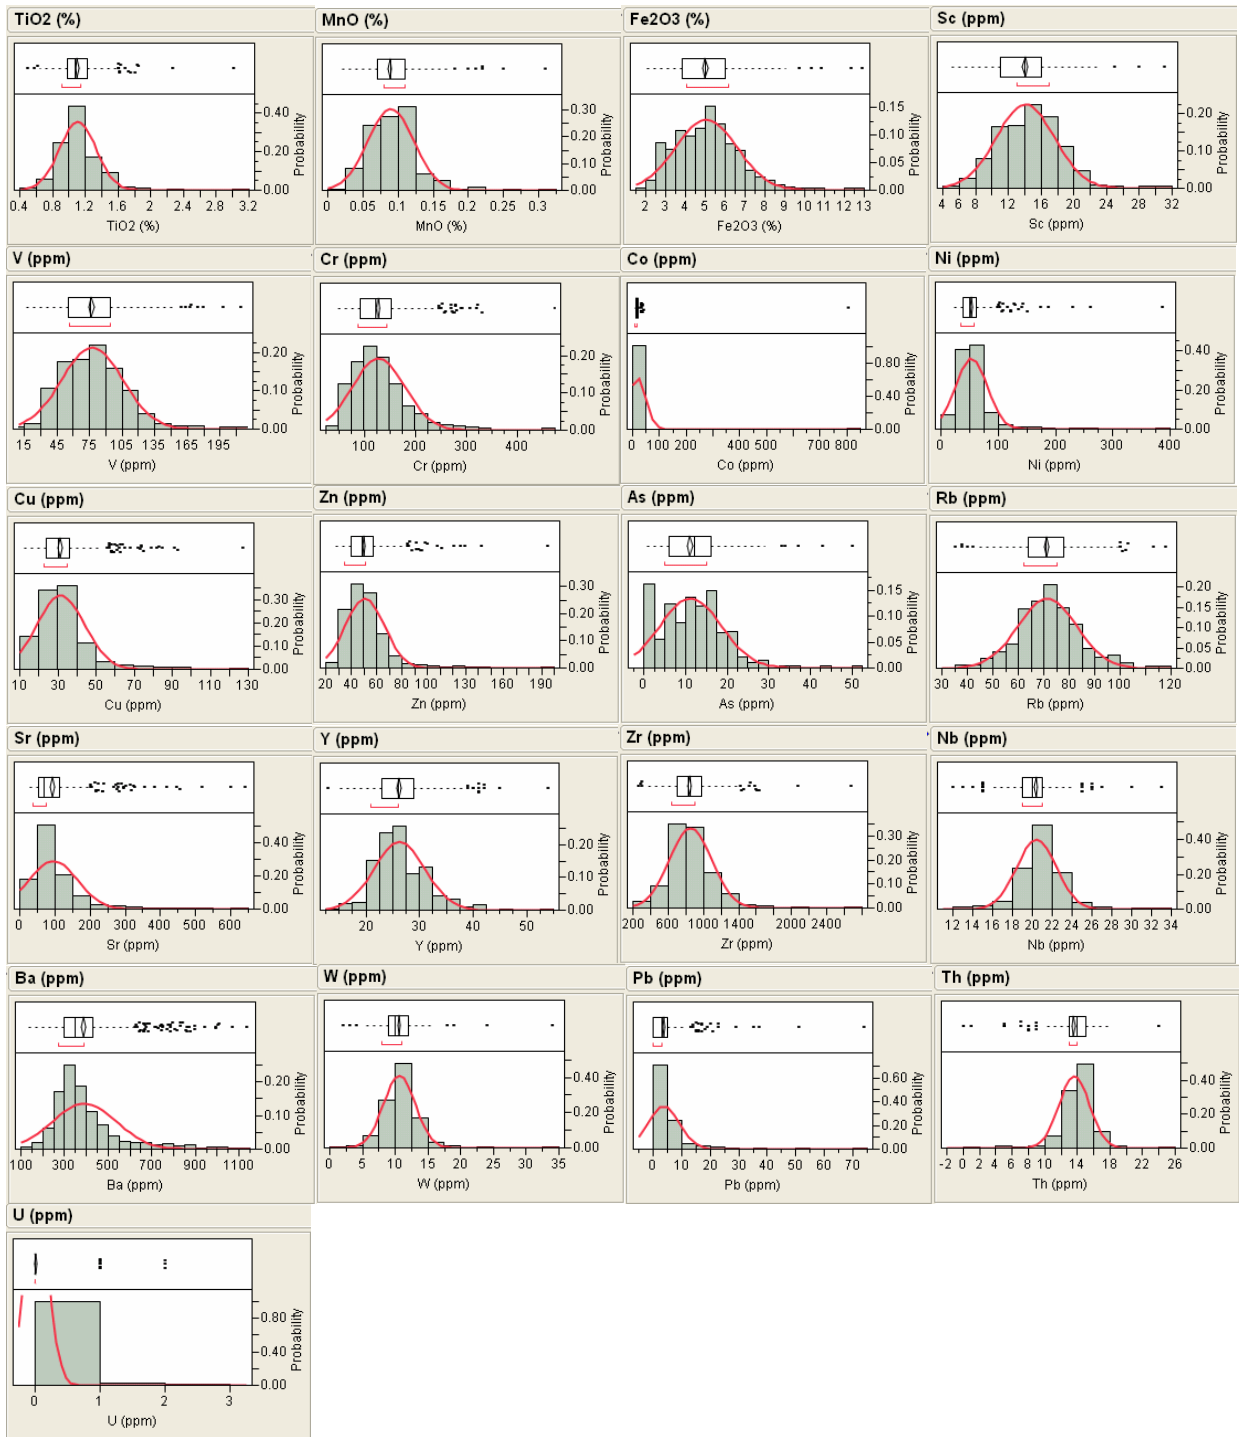 TiO2 (%)
0.40
0.20
0.00
Probability
0.4 0.8 1.2 1.6 2 2.4 2.8 3.2
TiO2 (%)
MnO (%)
0.30
0.20
0.10
0.00
Probability
0 0.05 0.1 0.15 0.2 0.25 0.3
MnO (%)
Fe2O3 (%)
0.15
0.10
0.05
0.00
Probability
2 3 4 5 6 7 8 9 10 11 12 13
Fe2O3 (%)
Sc (ppm)
0.20
0.10
0.00
Probability
4 6 8 12 16 20 24 28 32
Sc (ppm)
V (ppm)
0.20
0.10
0.00
Probability
15 45 75 105 135 165 195
V (ppm)
Cr (ppm)
0.20
0.10
0.00
Probability
100 200 300 400
Cr (ppm)
Co (ppm)
0.80
0.40
0.00
Probability
0 100 200 400 500 700 800
Co (ppm)
Ni (ppm)
0.40
0.20
0.00
Probability
0 100 200 300 400
Ni (ppm)
Cu (ppm)
0.30
0.20
0.10
0.00
Probability
10 30 50 70 90 110 130
Cu (ppm)
Zn (ppm)
0.30
0.20
0.10
0.00
Probability
20 40 60 80 100 130 160 190
Zn (ppm)
As (ppm)
0.15
0.10
0.05
0.00
Probability
0 10 20 30 40 50
As (ppm)
Rb (ppm)
0.20
0.15
0.10
0.05
0.00
Probability
30 40 50 60 70 80 90 100 120
Rb (ppm)
Sr (ppm)
0.40
0.20
0.00
Probability
0 100 200 300 400 500 600
Sr (ppm)
Y (ppm)
0.20
0.10
0.00
Probability
20 30 40 50
Y (ppm)
Zr (ppm)
0.30
0.20
0.10
0.00
Probability
200 600 1000 1400 2000 2400
Zr (ppm)
Nb (ppm)
0.40
0.20
0.00
Probability
12 14 16 18 20 22 24 26 28 30 32 34
Nb (ppm)
Ba (ppm)
0.20
0.10
0.00
Probability
100 300 500 700 900 1100
Ba (ppm)
W (ppm)
0.40
0.20
0.00
Probability
0 5 10 15 20 25 30 35
W (ppm)
Pb (ppm)
0.60
0.40
0.20
0.00
Probability
0 10 20 30 40 50 60 70
Pb (ppm)
Th (ppm)
0.40
0.20
0.00
Probability
-2 0 2 4 6 8 10 14 18 22 26
Th (ppm)
U (ppm)
0.80
0.40
0.00
Probability
0 1 2 3
U (ppm)